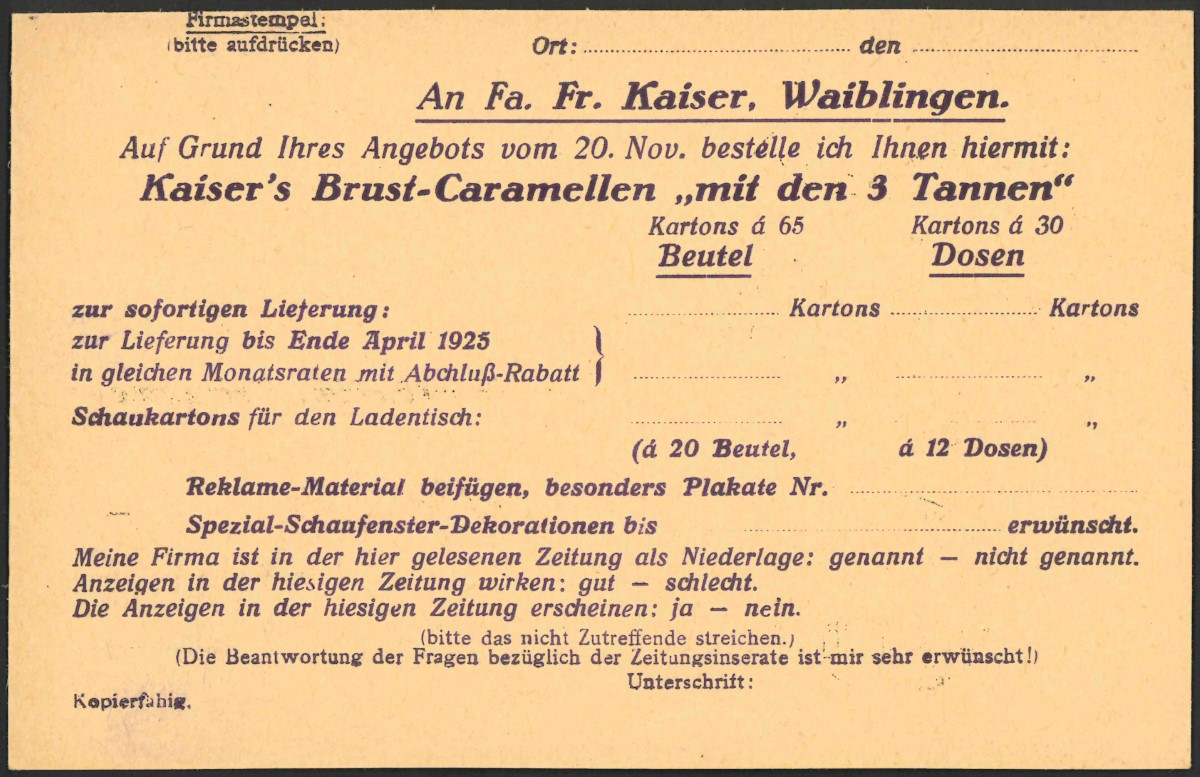 Firmastempel:
(bitte aufdrücken)
Ort: ........................ den ........................
An Fa. Fr. Kaiser, Waiblingen.
Auf Grund Ihres Angebots vom 20. Nov. bestelle ich Ihnen hiermit:
Kaiser's Brust-Caramellen „mit den 3 Tannen“
Kartons á 65 Kartons á 30
Beutel Dosen
zur sofortigen Lieferung: ............ Kartons ............ Kartons
zur Lieferung bis Ende April 1925
in gleichen Monatsraten mit Abchluß-Rabatt } ............ „ ............ „
Schaukartons für den Ladentisch: ............ „ ............ „
(á 20 Beutel, á 12 Dosen)
Reklame-Material beifügen, besonders Plakate Nr. ........................
Spezial-Schaufenster-Dekorationen bis ........................ erwünscht.
Meine Firma ist in der hier gelesenen Zeitung als Niederlage: genannt — nicht genannt.
Anzeigen in der hiesigen Zeitung wirken: gut — schlecht.
Die Anzeigen in der hiesigen Zeitung erscheinen: ja — nein.
(bitte das nicht Zutreffende streichen.)
(Die Beantwortung der Fragen bezüglich der Zeitungsinserate ist mir sehr erwünscht!)
Unterschrift:
Kopierfähig.